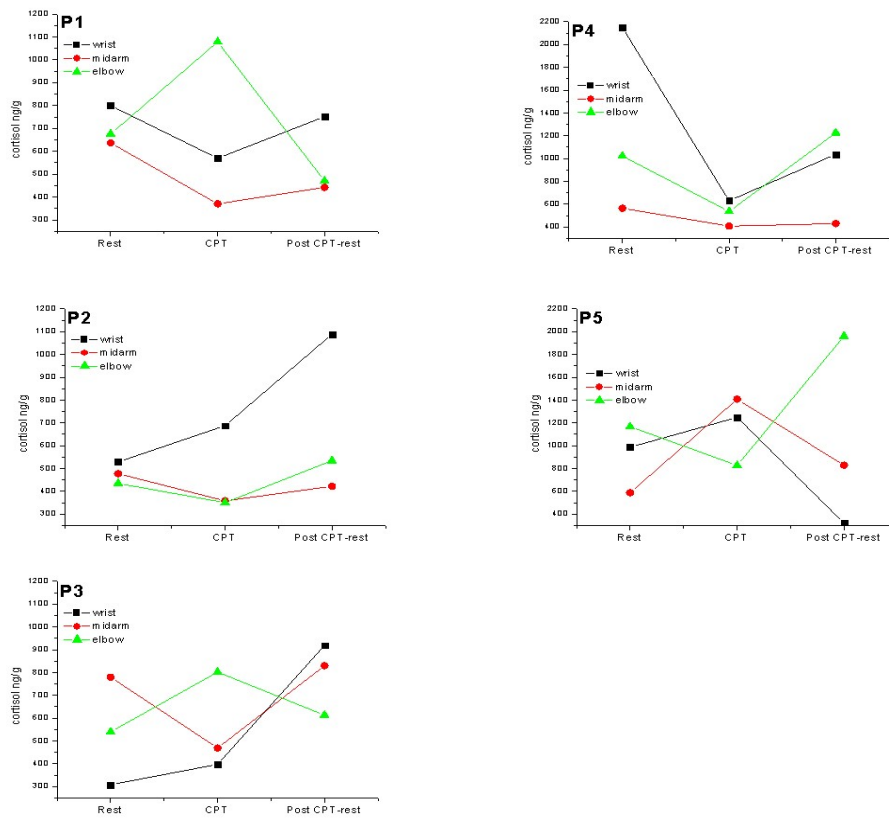 P1
1200
1100
1000
900
800
700
600
500
400
300
cortisol ng/g
wrist
midarm
elbow
Rest
CPT
Post CPT-rest
P4
2200
2000
1800
1600
1400
1200
1000
800
600
400
cortisol ng/g
wrist
midarm
elbow
Rest
CPT
Post CPT-rest
P2
1200
1100
1000
900
800
700
600
500
400
300
cortisol ng/g
wrist
midarm
elbow
Rest
CPT
Post CPT-rest
P5
2200
2000
1800
1600
1400
1200
1000
800
600
400
cortisol ng/g
wrist
midarm
elbow
Rest
CPT
Post CPT-rest
P3
1200
1100
1000
900
800
700
600
500
400
300
cortisol ng/g
wrist
midarm
elbow
Rest
CPT
Post CPT-rest